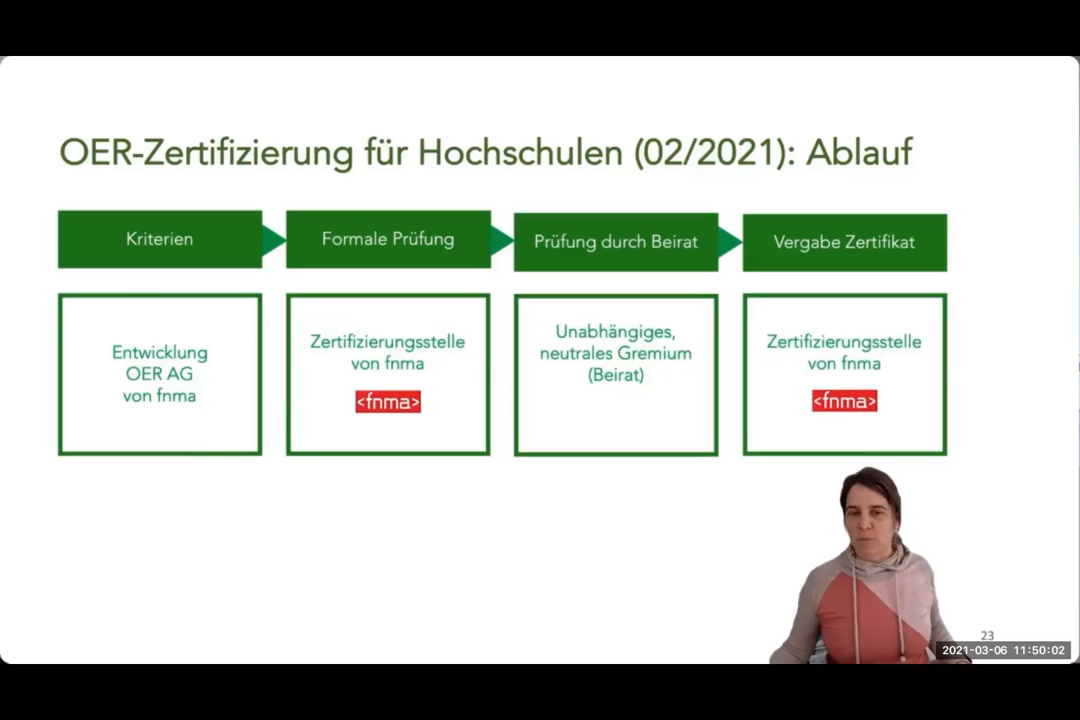 OER-Zertifizierung für Hochschulen (02/2021): Ablauf
Kriterien
Formale Prüfung
Prüfung durch Beirat
Vergabe Zertifikat
Entwicklung
OER AG
von fnma
Zertifizierungsstelle
von fnma
<fnma>
Unabhängiges,
neutrales Gremium
(Beirat)
Zertifizierungsstelle
von fnma
<fnma>
23
2021-03-06 11:50:02